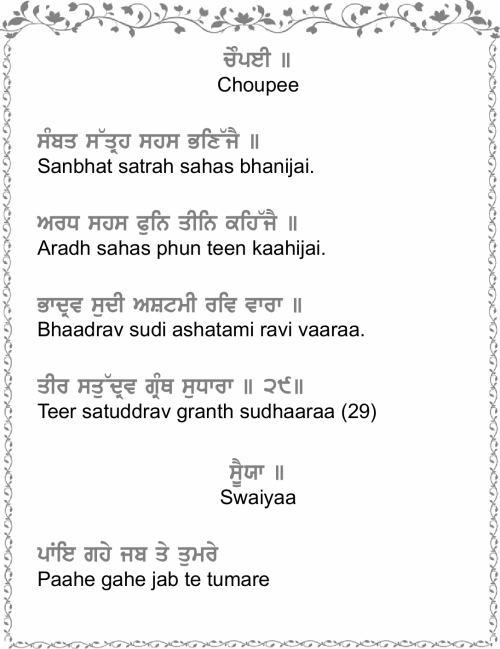 ਚੌਪਈ ॥
Choupee
ਸੰਬਤ ਸੱਤ੍ਰਹ ਸਹਸ ਭਣਿੱਜੈ ॥
Sanbhat satrah sahas bhanijai.
ਅਰਧ ਸਹਸ ਫੁਨਿ ਤੀਨਿ ਕਹਿੱਜੈ ॥
Aradh sahas phun teen kaahijai.
ਭਾਦ੍ਰਵ ਸੁਦੀ ਅਸ਼ਟਮੀ ਰਵਿ ਵਾਰਾ ॥
Bhaadrav sudi ashatami ravi vaaraa.
ਤੀਰ ਸਤੁੱਦ੍ਰਵ ਗ੍ਰੰਥ ਸੁਧਾਰਾ ॥ ੨੯॥
Teer satuddrav granth sudhaaraa (29)
ਸ੍ਵੈਯਾ ॥
Swaiyaa
ਪਾਂਇ ਗਹੇ ਜਬ ਤੇ ਤੁਮਰੇ
Paahe gahe jab te tumare